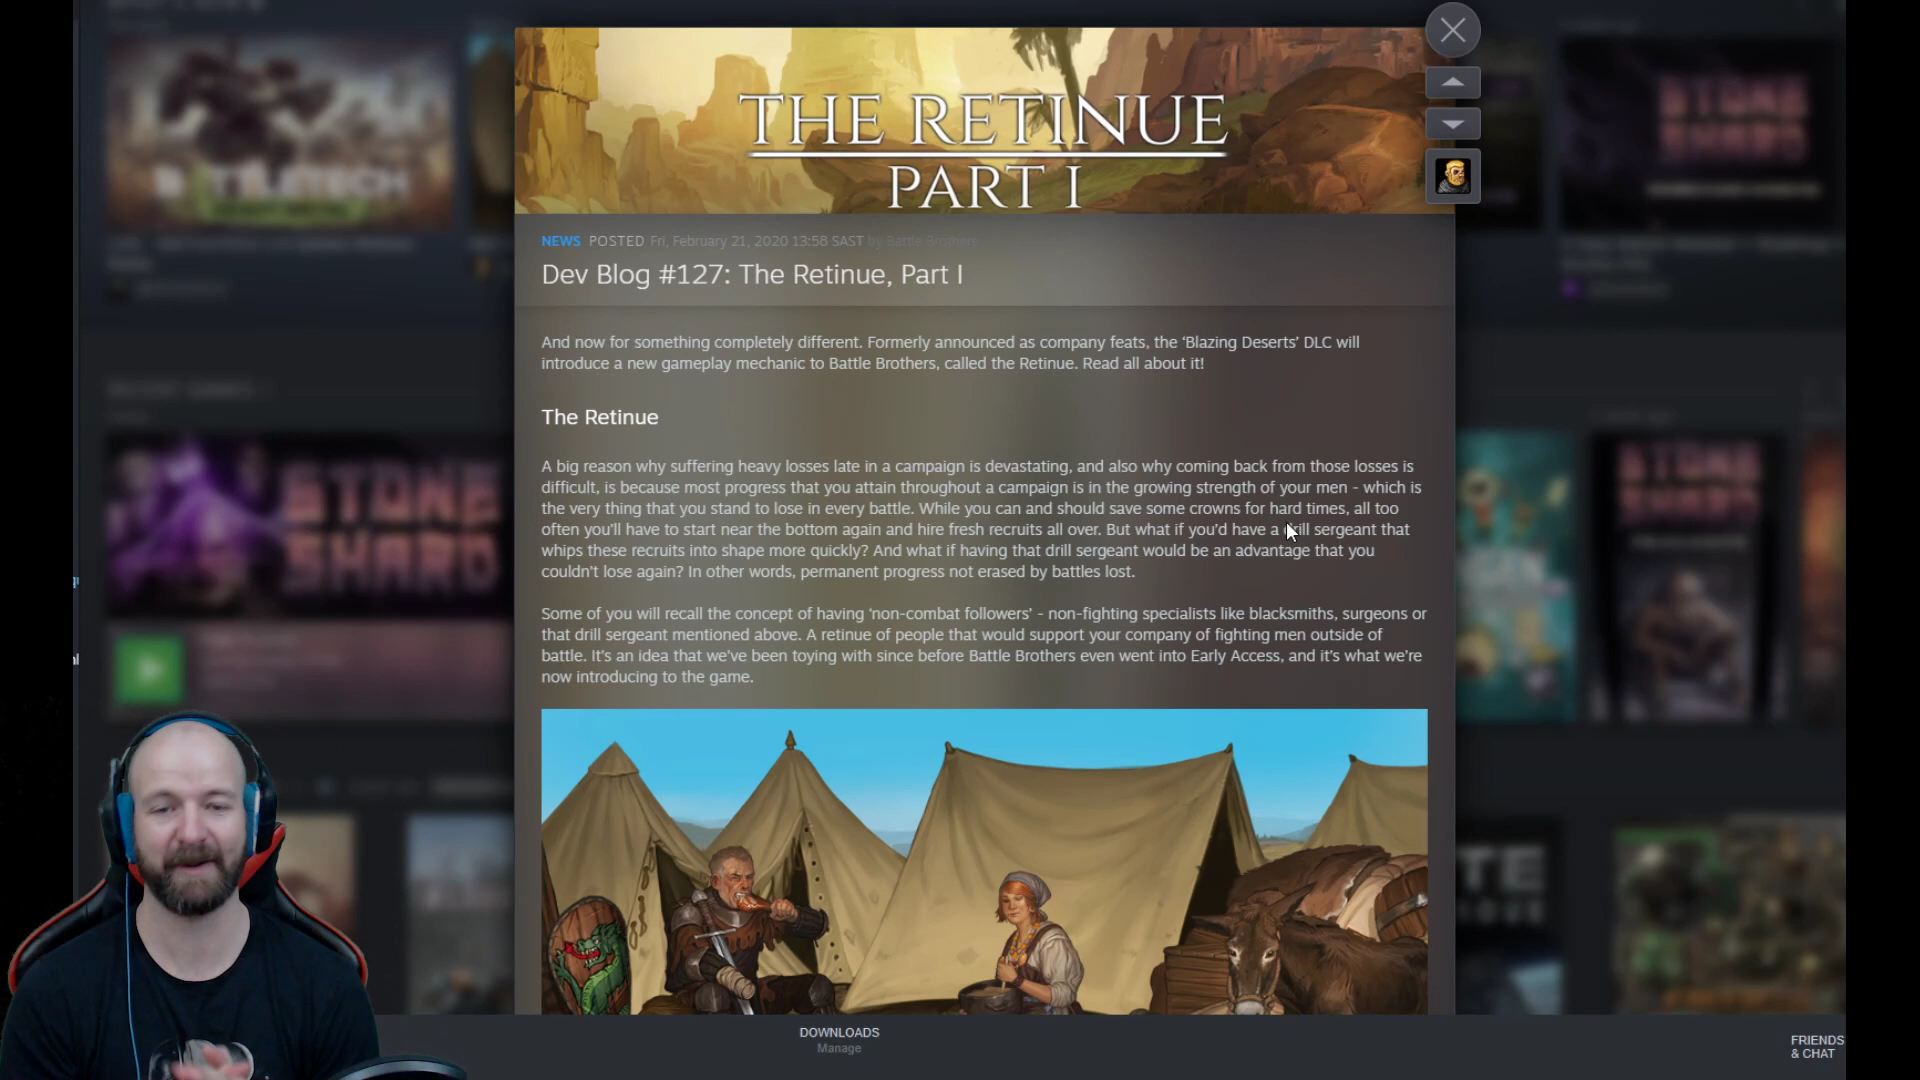 THE RETINUE
PART I
NEWS POSTED Fri, February 21, 2020 13:58 SAST by Battle Brothers
Dev Blog #127: The Retinue, Part I
And now for something completely different. Formerly announced as company feats, the ‘Blazing Deserts’ DLC will
introduce a new gameplay mechanic to Battle Brothers, called the Retinue. Read all about it!
The Retinue
A big reason why suffering heavy losses late in a campaign is devastating, and also why coming back from those losses is
difficult, is because most progress that you attain throughout a campaign is in the growing strength of your men - which is
the very thing that you stand to lose in every battle. While you can and should save some crowns for hard times, all too
often you’ll have to start near the bottom again and hire fresh recruits all over. But what if you’d have a drill sergeant that
whips these recruits into shape more quickly? And what if having that drill sergeant would be an advantage that you
couldn’t lose again? In other words, permanent progress not erased by battles lost.
Some of you will recall the concept of having ‘non-combat followers’ - non-fighting specialists like blacksmiths, surgeons or
that drill sergeant mentioned above. A retinue of people that would support your company of fighting men outside of
battle. It’s an idea that we’ve been toying with since before Battle Brothers even went into Early Access, and it’s what we’re
now introducing to the game.
BATTLETECH
STONE
SHARD
STONE
SHARD
STONE
SHARD
DOWNLOADS
Manage
FRIENDS
& CHAT